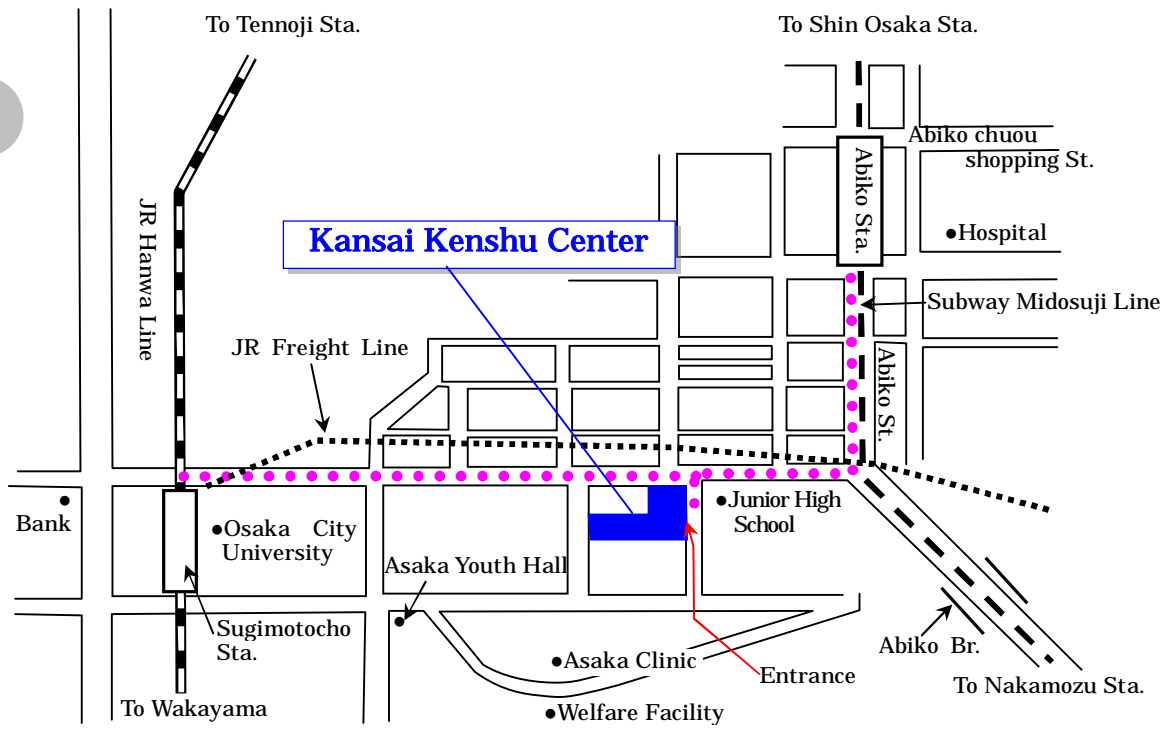 To Tennoji Sta.
To Shin Osaka Sta.
Abiko chuou
shopping St.
Abiko Sta.
JR Hanwa Line
Kansai Kenshu Center
Hospital
Subway Midosuji Line
JR Freight Line
Abiko St.
Bank
Osaka City
University
Junior High
School
Asaka Youth Hall
Sugimotocho
Sta.
Abiko Br.
Asaka Clinic
Entrance
To Nakamozu Sta.
To Wakayama
Welfare Facility